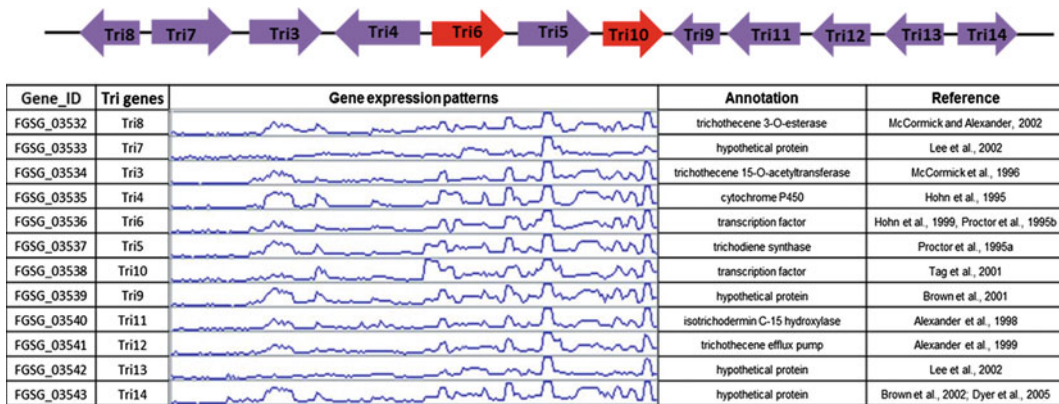 Tri8 Tri7 Tri3 Tri4 Tri6 Tri5 Tri10 Tri9 Tri11 Tri12 Tri13 Tri14
Gene_ID Tri genes Gene expression patterns Annotation Reference
FGSG_03532 Tri8 trichothecene 3-O-esterase McCormick and Alexander, 2002
FGSG_03533 Tri7 hypothetical protein Lee et al., 2002
FGSG_03534 Tri3 trichothecene 15-O-acetyltransferase McCormick et al., 1996
FGSG_03535 Tri4 cytochrome P450 Hohn et al., 1995
FGSG_03536 Tri6 transcription factor Hohn et al., 1999, Proctor et al., 1995b
FGSG_03537 Tri5 trichodiene synthase Proctor et al., 1995a
FGSG_03538 Tri10 transcription factor Tag et al., 2001
FGSG_03539 Tri9 hypothetical protein Brown et al., 2001
FGSG_03540 Tri11 isotrichodermin C-15 hydroxylase Alexander et al., 1998
FGSG_03541 Tri12 trichothecene efflux pump Alexander et al., 1999
FGSG_03542 Tri13 hypothetical protein Lee et al., 2002
FGSG_03543 Tri14 hypothetical protein Brown et al., 2002; Dyer et al., 2005